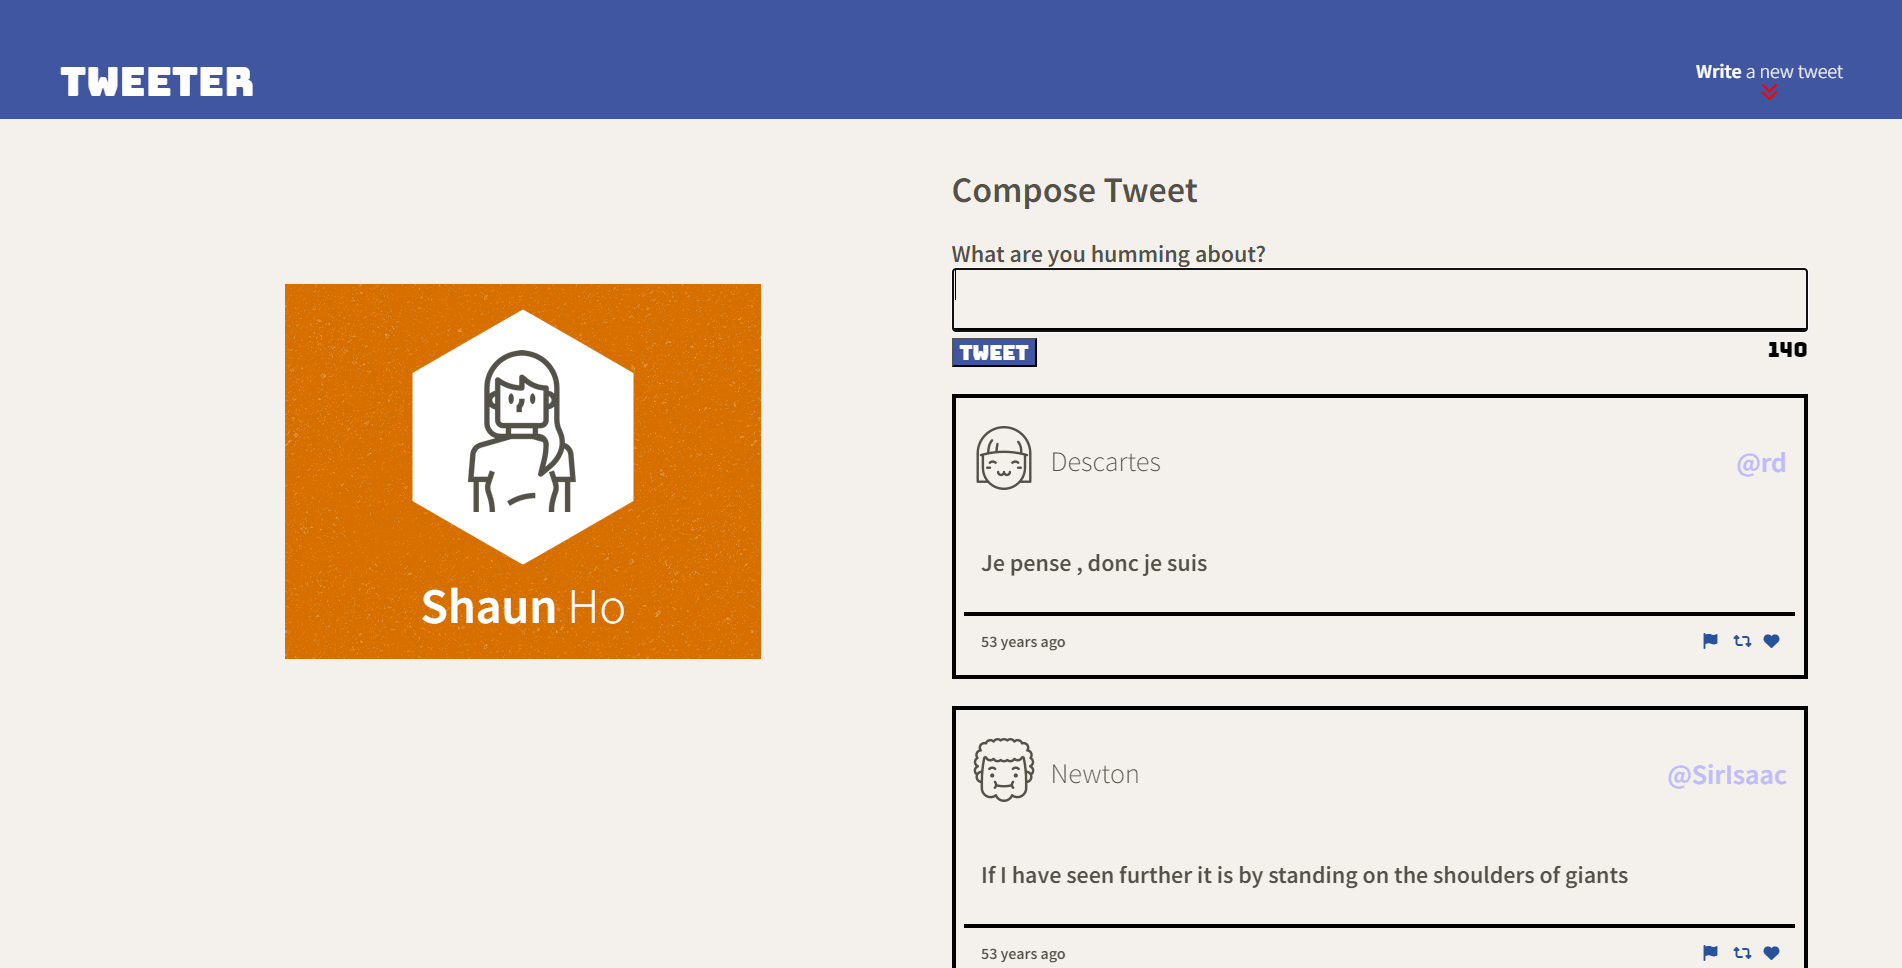 TWEETER
Write a new tweet
Shaun Ho
Compose Tweet
What are you humming about?
TWEET
140
Descartes
@rd
Je pense , donc je suis
53 years ago
Newton
@SirIsaac
If I have seen further it is by standing on the shoulders of giants
53 years ago